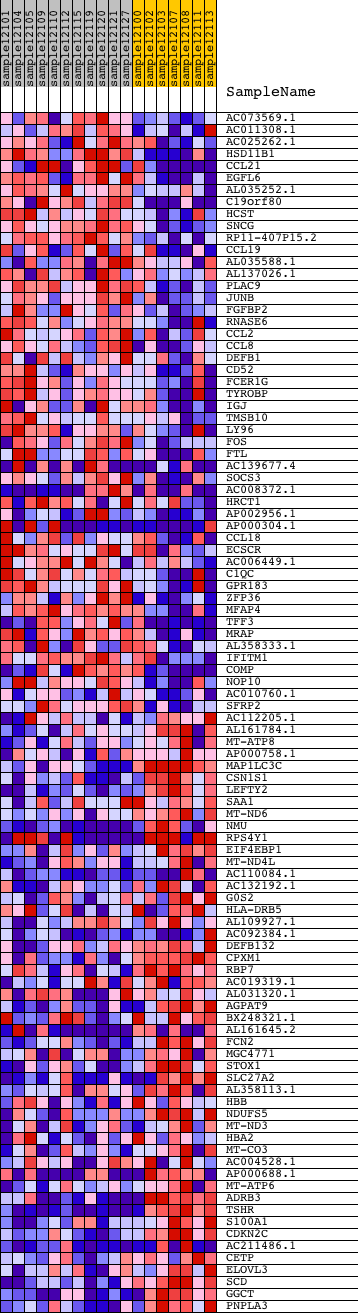 sample12101
sample12104
sample12105
sample12109
sample12110
sample12112
sample12115
sample12119
sample12120
sample12127
sample12100
sample12102
sample12103
sample12107
sample12108
sample12111
SampleName
AC073569.1
AC011308.1
AC025262.1
HSD11B1
CCL21
EGFL6
AL035252.1
C19orf80
HCST
SNCG
RP11-407P15.2
CCL19
AL035588.1
AL137026.1
PLAC9
JUNB
FGFBP2
RNASE6
CCL2
CCL8
DEFB1
CD52
FCER1G
TYROBP
IGJ
TMSB10
LY96
FOS
FTL
AC139677.4
SOCS3
AC008372.1
HRCT1
AP002956.1
AP000304.1
CCL18
ECSCR
AC006449.1
C1QC
GPR183
ZFP36
MFAP4
TFF3
MRAP
AL358333.1
IFITM1
COMP
NOP10
AC010760.1
SFRP2
AC112205.1
AL161784.1
MT-ATP8
AP000758.1
MAP1LC3C
CSN1S1
LEFTY2
SAA1
MT-ND6
NMU
RPS4Y1
EIF4EBP1
MT-ND4L
AC110084.1
AC132192.1
G0S2
HLA-DRB5
AL109927.1
AC092384.1
DEFB132
CPXM1
RBP7
AC019319.1
AL031320.1
AGPAT9
BX248321.1
AL161645.2
FCN2
MGC4771
STOX1
SLC27A2
AL358113.1
HBB
NDUFS5
MT-ND3
HBA2
MT-CO3
AC004528.1
AP000688.1
MT-ATP6
ADRB3
TSHR
S100A1
CDKN2C
AC211486.1
CETP
ELOVL3
SCD
GGCT
PNPLA3